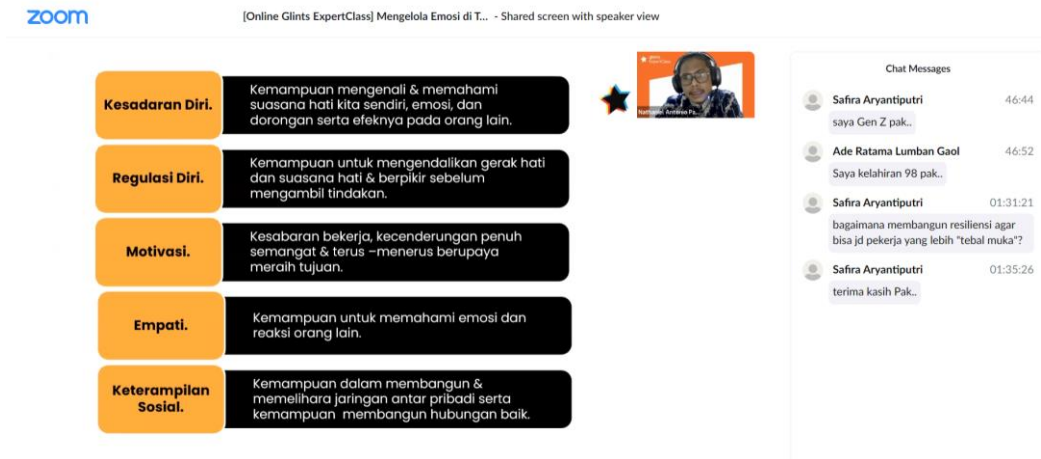 zoom
[Online Glints ExpertClass] Mengelola Emosi di T... - Shared screen with speaker view
Kesadaran Diri.
Kemampuan mengenali & memahami
suasana hati kita sendiri, emosi, dan
dorongan serta efeknya pada orang lain.
Regulasi Diri.
Kemampuan untuk mengendalikan gerak hati
dan suasana hati & berpikir sebelum
mengambil tindakan.
Motivasi.
Kesabaran bekerja, kecenderungan penuh
semangat & terus –menerus berupaya
meraih tujuan.
Empati.
Kemampuan untuk memahami emosi dan
reaksi orang lain.
Keterampilan
Sosial.
Kemampuan dalam membangun &
memelihara jaringan antar pribadi serta
kemampuan membangun hubungan baik.
Chat Messages
Safira Aryantiputri 46:44
saya Gen Z pak..
Ade Ratama Lumban Gaol 46:52
Saya kelahiran 98 pak..
Safira Aryantiputri 01:31:21
bagaimana membangun resiliensi agar
bisa jd pekerja yang lebih "tebal muka"?
Safira Aryantiputri 01:35:26
terima kasih Pak..